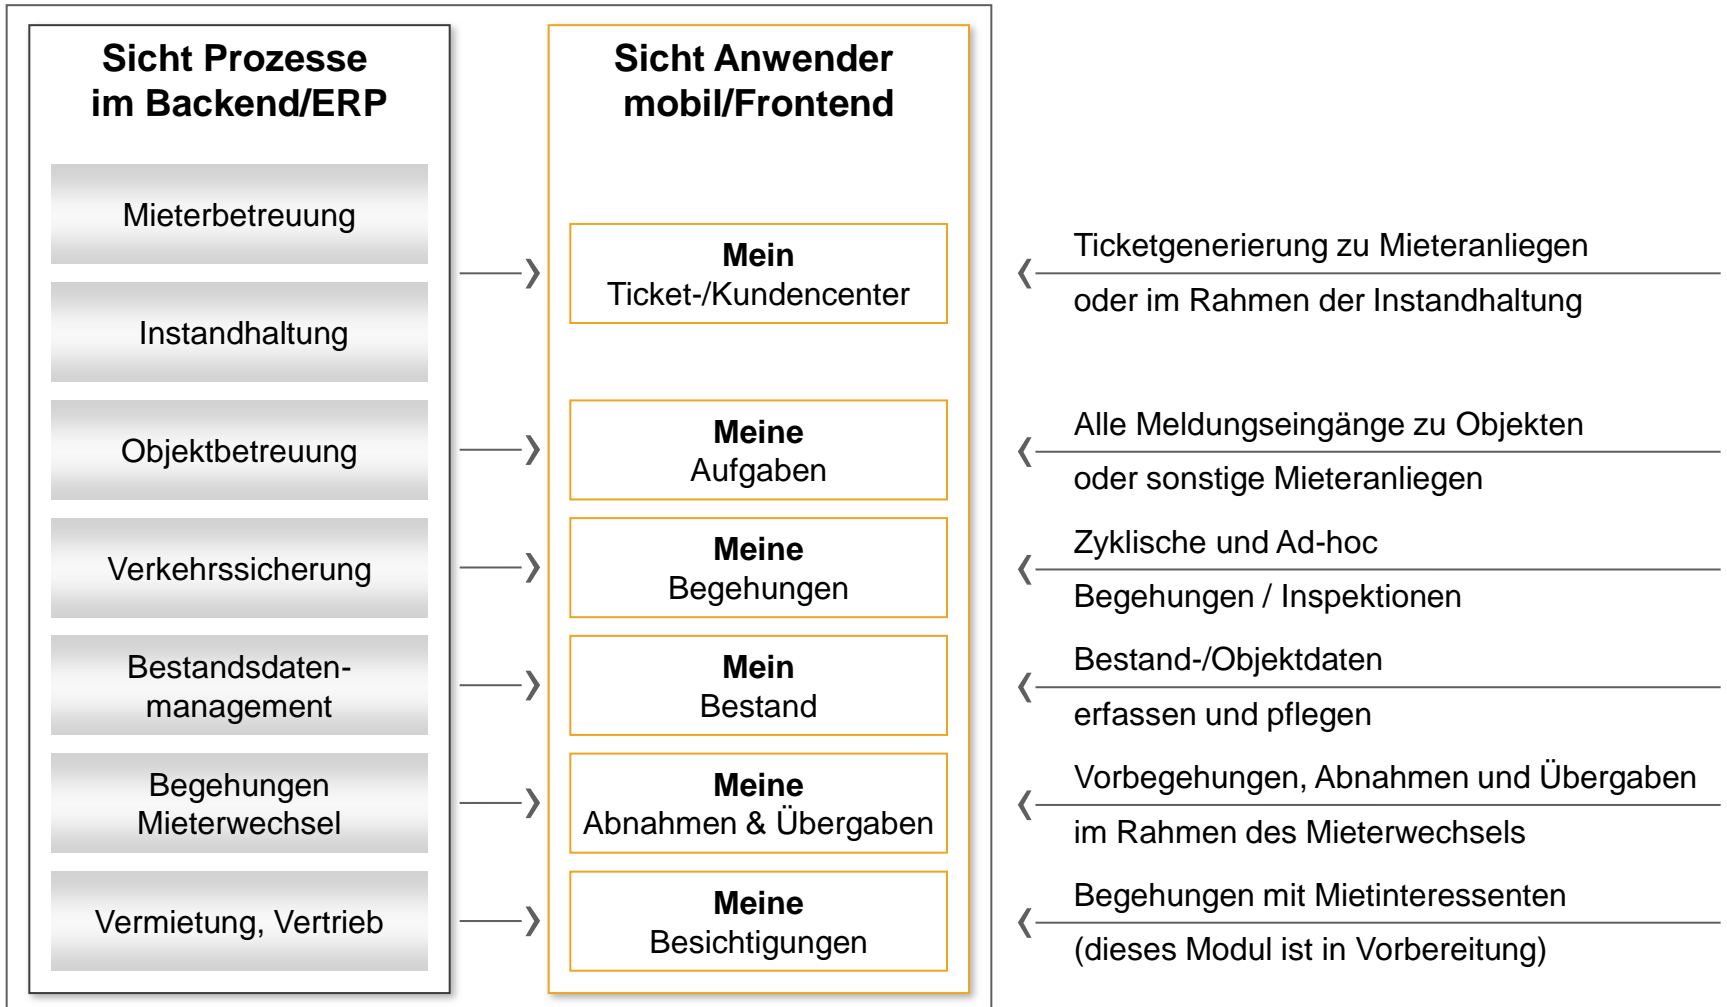 Sicht Prozesse
im Backend/ERP
Mieterbetreuung
Instandhaltung
Objektbetreuung
Verkehrssicherung
Bestandsdaten-
management
Begehungen
Mieterwechsel
Vermietung, Vertrieb
Sicht Anwender
mobil/Frontend
Mein
Ticket-/Kundencenter
Meine
Aufgaben
Meine
Begehungen
Mein
Bestand
Meine
Abnahmen & Übergaben
Meine
Besichtigungen
Ticketgenerierung zu Mieteranliegen
oder im Rahmen der Instandhaltung
Alle Meldungseingänge zu Objekten
oder sonstige Mieteranliegen
Zyklische und Ad-hoc
Begehungen / Inspektionen
Bestand-/Objektdaten
erfassen und pflegen
Vorbegehungen, Abnahmen und Übergaben
im Rahmen des Mieterwechsels
Begehungen mit Mietinteressenten
(dieses Modul ist in Vorbereitung)